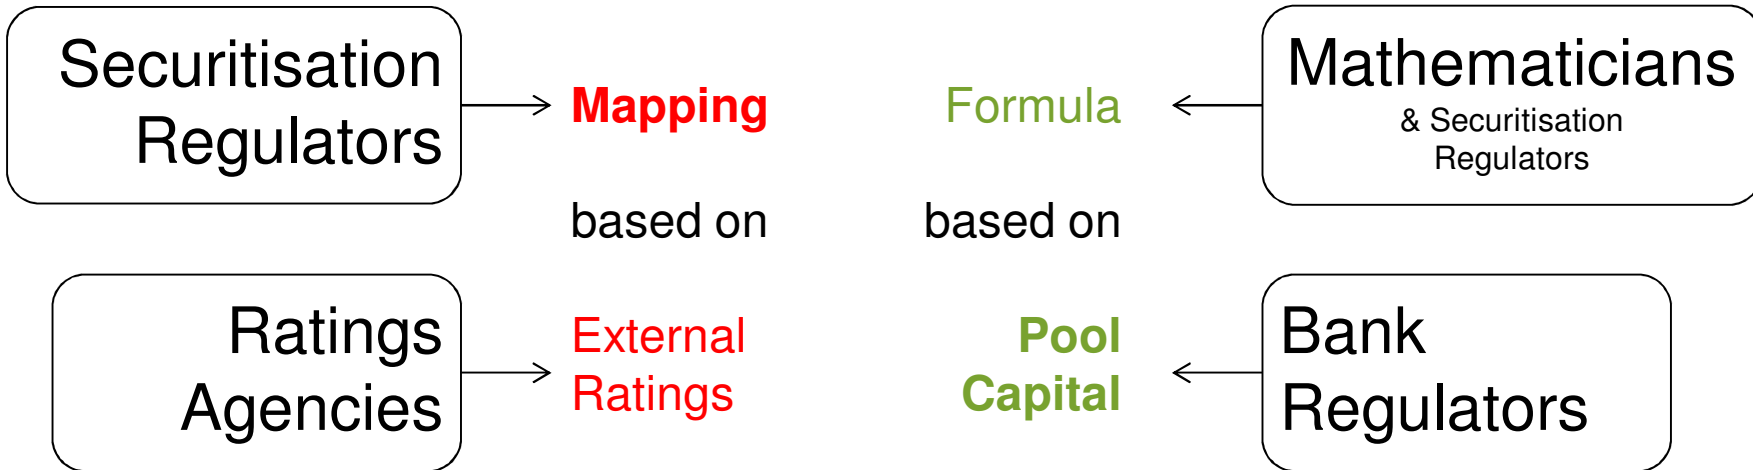 Securitisation
Regulators
Mapping
Formula
Mathematicians
& Securitisation
Regulators
based on
based on
Ratings
Agencies
External
Ratings
Pool
Capital
Bank
Regulators